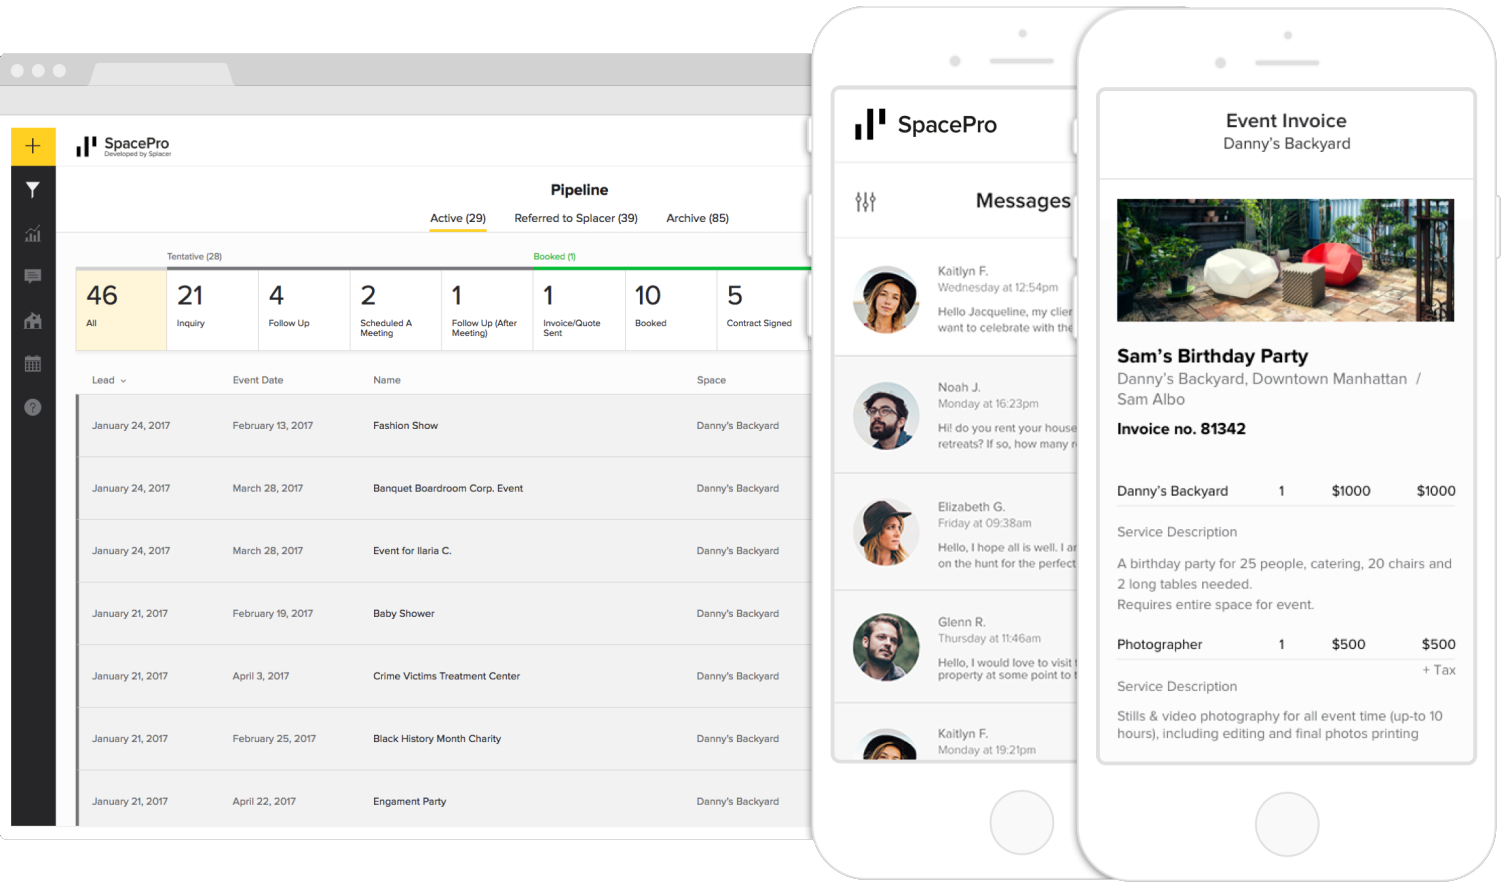 SpacePro
Developed by Splacer
Pipeline
Active (29) Referred to Splacer (39) Archive (85)
Tentative (28) Booked (1)
46 21 4 2 1 1 10 5
All Inquiry Follow Up Scheduled A Meeting Follow Up (After Meeting) Invoice/Quote Sent Booked Contract Signed
Lead Event Date Name Space
January 24, 2017 February 13, 2017 Fashion Show Danny's Backyard
January 24, 2017 March 28, 2017 Banquet Boardroom Corp. Event Danny's Backyard
January 24, 2017 March 28, 2017 Event for Ilaria C. Danny's Backyard
January 21, 2017 February 19, 2017 Baby Shower Danny's Backyard
January 21, 2017 April 3, 2017 Crime Victims Treatment Center Danny's Backyard
January 21, 2017 February 25, 2017 Black History Month Charity Danny's Backyard
January 21, 2017 April 22, 2017 Engament Party Danny's Backyard
SpacePro
Messages
Kaitlyn F.
Wednesday at 12:54pm
Hello Jacqueline, my clier
want to celebrate with the
Noah J.
Monday at 16:23pm
Hi! do you rent your house
retreats? If so, how many r
Elizabeth G.
Friday at 09:38am
Hello, I hope all is well. I ar
on the hunt for the perfect
Glenn R.
Thursday at 11:46am
Hello, I would love to visit
property at some point to
Kaitlyn F.
Monday at 19:21pm
Event Invoice
Danny's Backyard
Sam's Birthday Party
Danny's Backyard, Downtown Manhattan /
Sam Albo
Invoice no. 81342
Danny's Backyard 1 $1000 $1000
Service Description
A birthday party for 25 people, catering, 20 chairs and
2 long tables needed.
Requires entire space for event.
Photographer 1 $500 $500
+ Tax
Service Description
Stills & video photography for all event time (up-to 10
hours), including editing and final photos printing